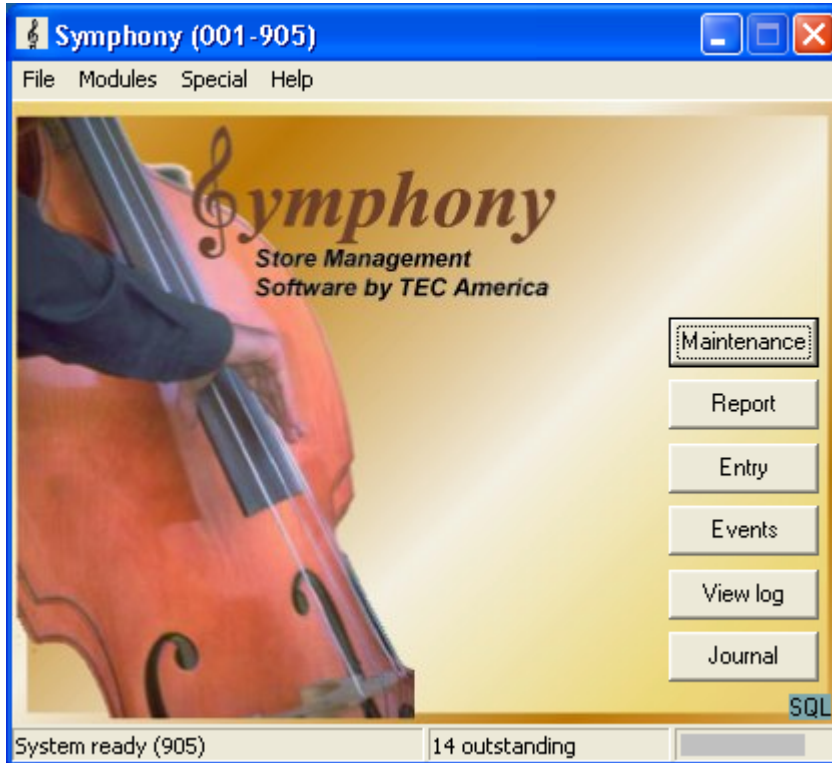 Symphony (001-905)
File Modules Special Help
Symphony
Store Management
Software by TEC America
Maintenance
Report
Entry
Events
View log
Journal
SQL
System ready (905) 14 outstanding